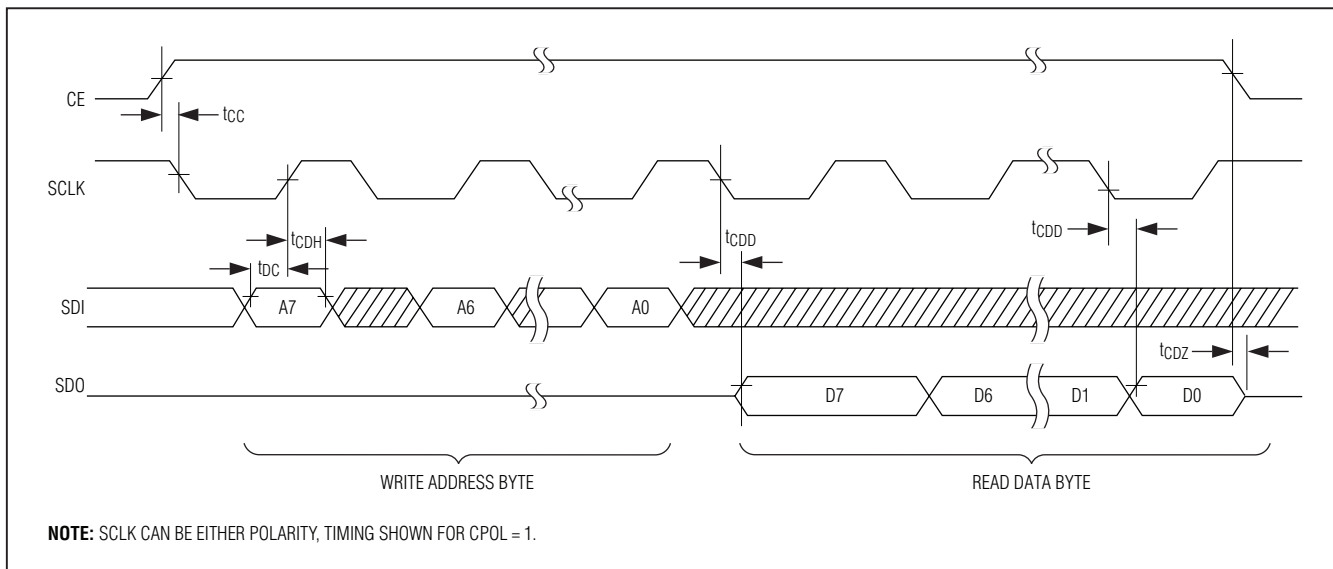 CE
tCC
SCLK
tCDH
tCDD
tCDD
tDC
SDI
A7
A6
A0
tCDZ
SDO
D7
D6
D1
D0
WRITE ADDRESS BYTE
READ DATA BYTE
NOTE: SCLK CAN BE EITHER POLARITY, TIMING SHOWN FOR CPOL = 1.